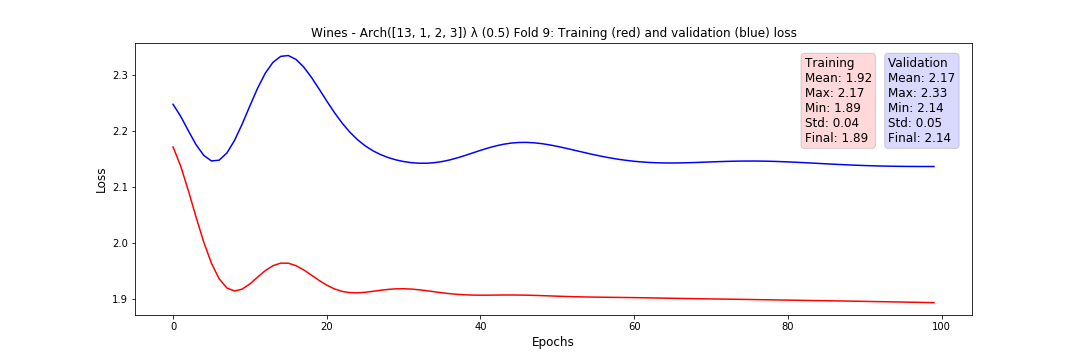 Wines - Arch([13, 1, 2, 3]) λ (0.5) Fold 9: Training (red) and validation (blue) loss
Training
Mean: 1.92
Max: 2.17
Min: 1.89
Std: 0.04
Final: 1.89
Validation
Mean: 2.17
Max: 2.33
Min: 2.14
Std: 0.05
Final: 2.14
Loss
2.3
2.2
2.1
2.0
1.9
0 20 40 60 80 100
Epochs